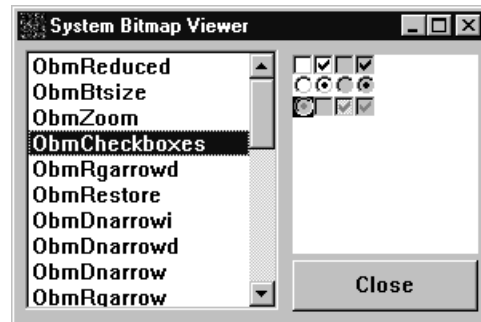 System Bitmap Viewer
ObmReduced
ObmBtsize
ObmZoom
ObmCheckboxes
ObmRgarrowd
ObmRestore
ObmDnarrowi
ObmDnarrowd
ObmDnarrow
ObmRgarrow
Close